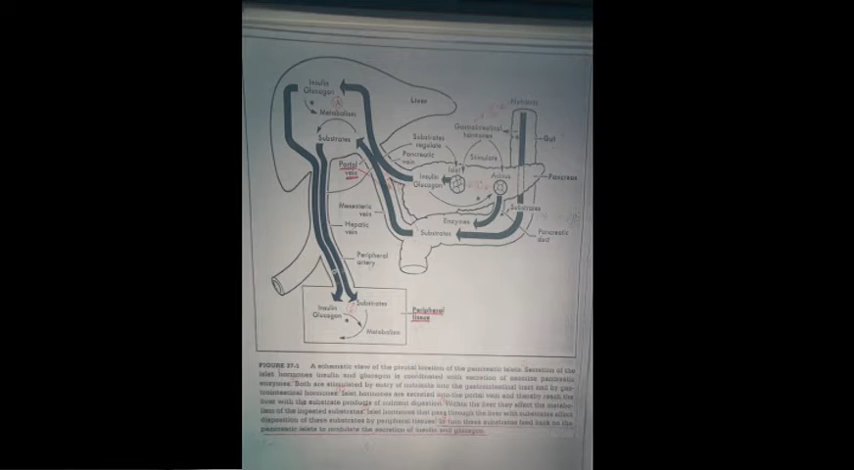 Insulin
Glucagon
Metabolism
Substrates
Liver
Portal
vein
Substrates
regulate
Pancreatic
vein
Gastrointestinal
hormones
Nutrients
Gut
Stimulate
Islet
Insulin
Glucagon
Acinus
Pancreas
Substrates
Enzymes
Substrates
Pancreatic
duct
Mesenteric
vein
Hepatic
vein
Peripheral
artery
Insulin
Glucagon
Substrates
Metabolism
Peripheral
tissue
FIGURE 37-1 A schematic view of the pivotal location of the pancreatic islets. Secretion of the
islet hormones insulin and glucagon is coordinated with secretion of exocrine pancreatic
enzymes. Both are stimulated by entry of nutrients into the gastrointestinal tract and by gas-
trointestinal hormones. Islet hormones are secreted into the portal vein and thereby reach the
liver with the substrate products of nutrient digestion. Within the liver they affect the metabo-
lism of the ingested substrates. Islet hormones that pass through the liver with substrates affect
disposition of these substrates by peripheral tissues. In turn these substrates feed back on the
pancreatic islets to modulate the secretion of insulin and glucagon.